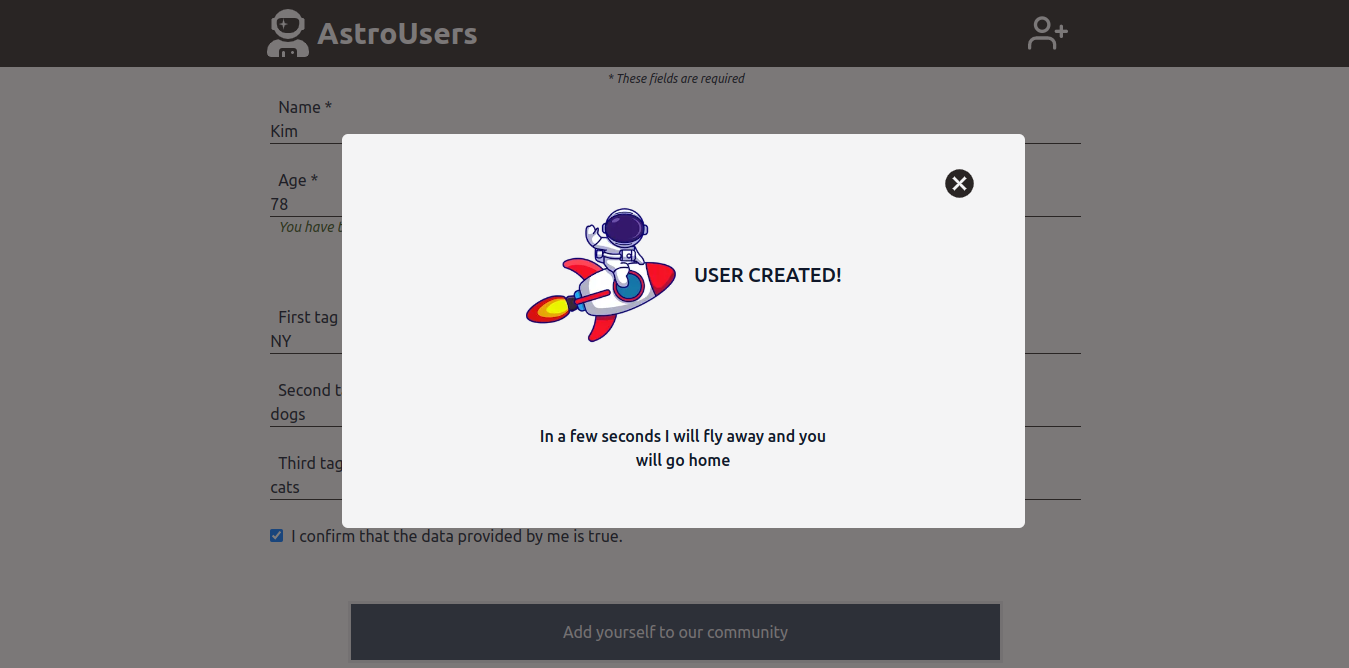 AstroUsers
* These fields are required
Name *
Kim
Age *
78
You have
First tag
NY
USER CREATED!
Second
dogs
Third tag
cats
In a few seconds I will fly away and you
will go home
I confirm that the data provided by me is true.
Add yourself to our community